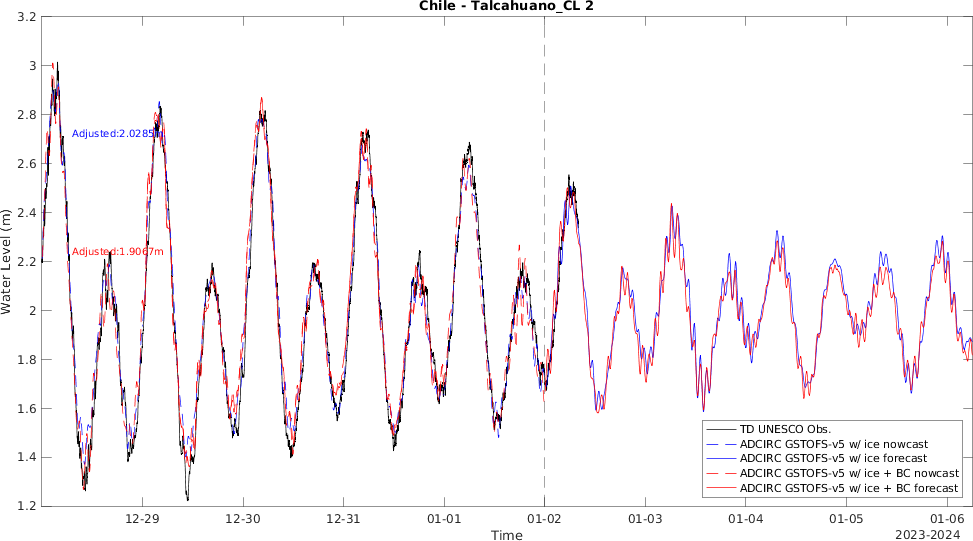 Chile - Talcahuano_CL 2
Water Level (m)
3.2
3
2.8
2.6
2.4
2.2
2
1.8
1.6
1.4
1.2
Adjusted:2.0285m
Adjusted:1.9067m
TD UNESCO Obs.
ADCIRC GSTOFS-v5 w/ ice nowcast
ADCIRC GSTOFS-v5 w/ ice forecast
ADCIRC GSTOFS-v5 w/ ice + BC nowcast
ADCIRC GSTOFS-v5 w/ ice + BC forecast
12-29 12-30 12-31 01-01 01-02 01-03 01-04 01-05 01-06
Time
2023-2024